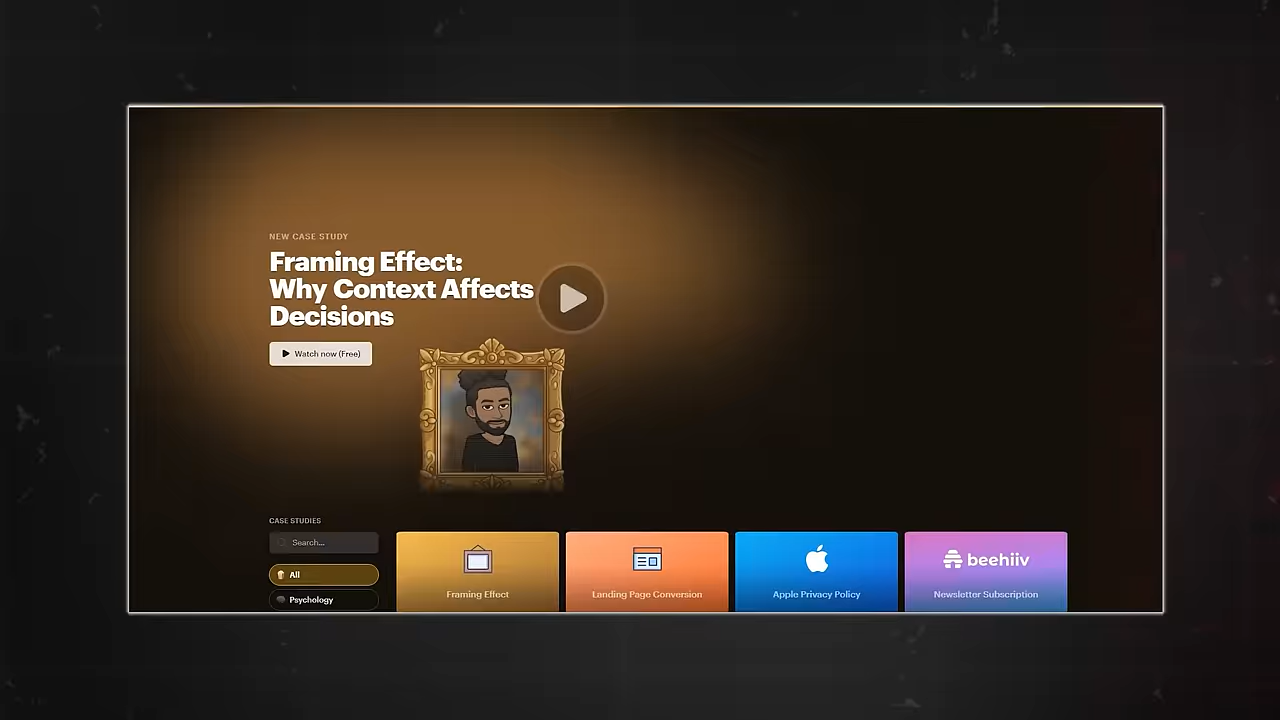 NEW CASE STUDY
Framing Effect:
Why Context Affects
Decisions
Watch now (Free)
CASE STUDIES
Search...
All
Psychology
Framing Effect
Landing Page Conversion
Apple Privacy Policy
beehiiv
Newsletter Subscription